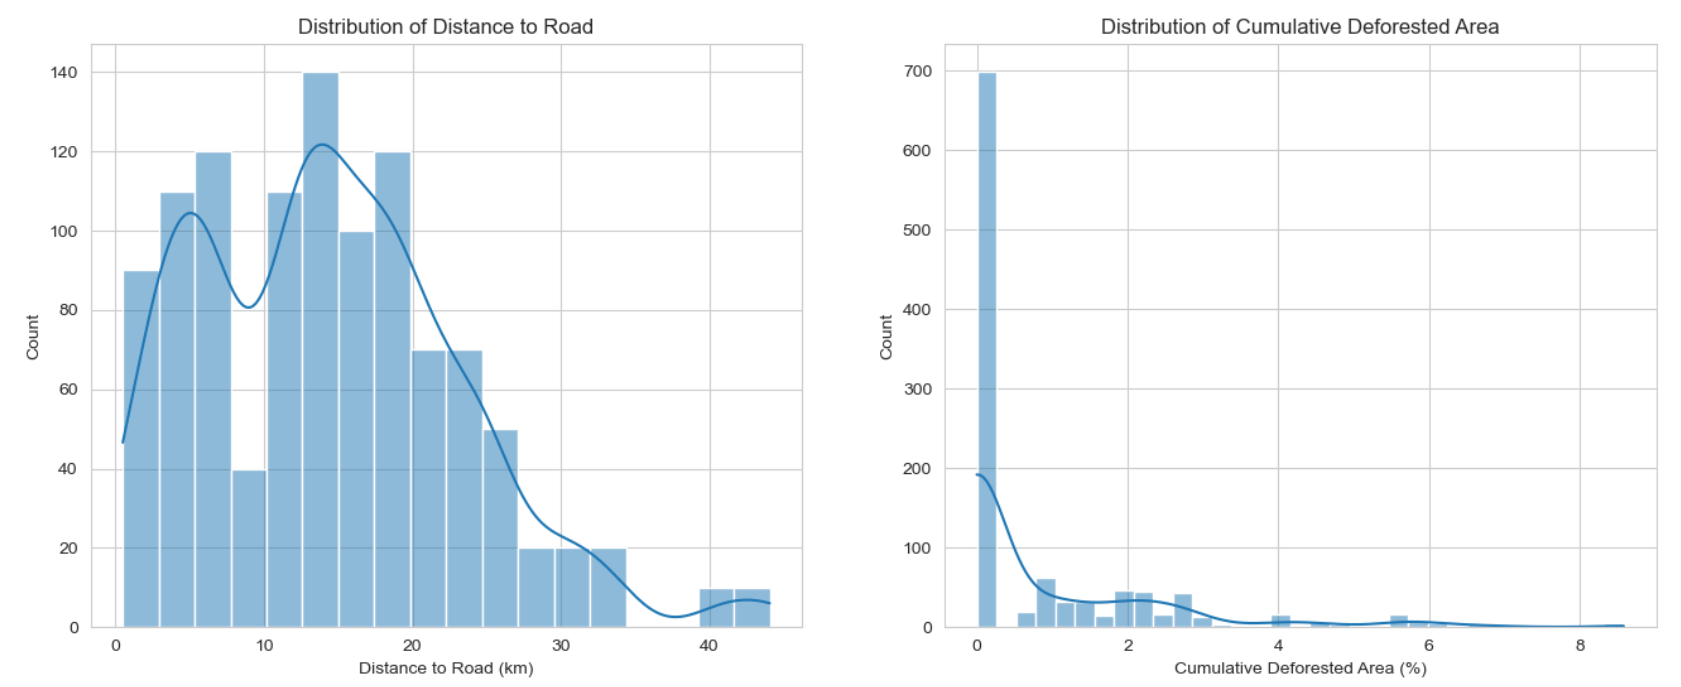 Distribution of Distance to Road
140
120
100
80
60
40
20
0
Count
0 10 20 30 40
Distance to Road (km)
Distribution of Cumulative Deforested Area
700
600
500
400
300
200
100
0
Count
0 2 4 6 8
Cumulative Deforested Area (%)